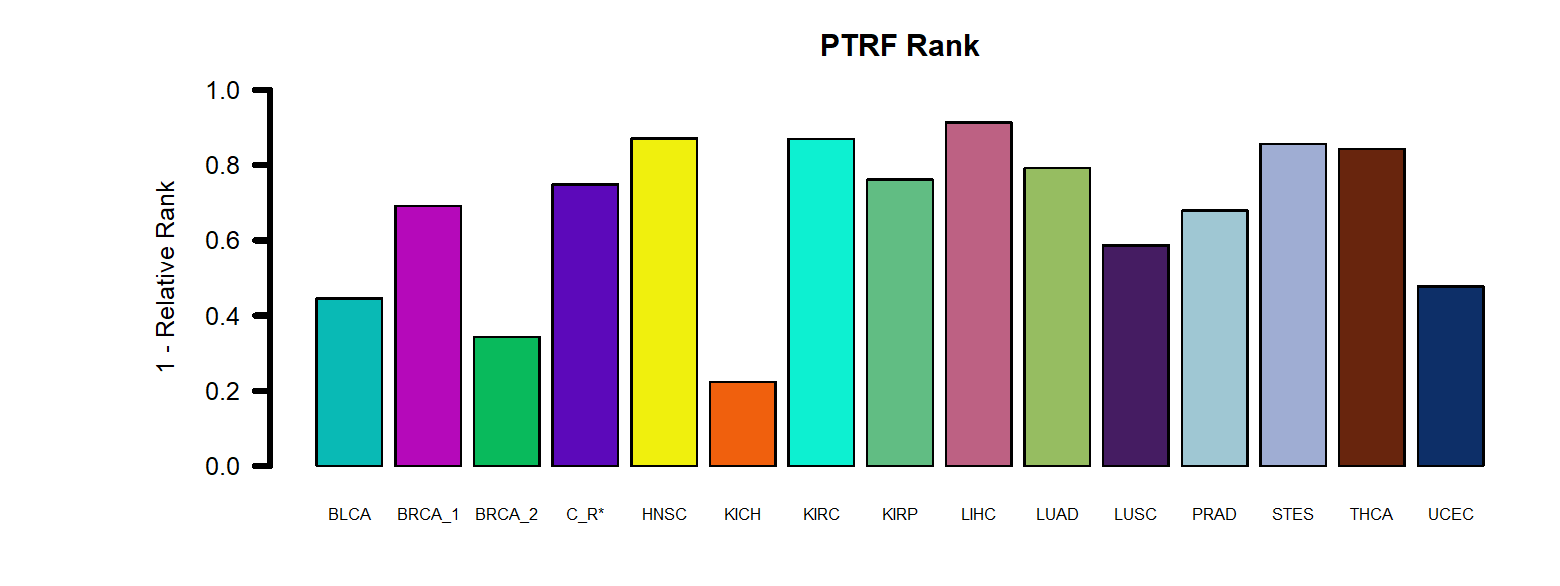 PTRF Rank
1 - Relative Rank
1.0
0.8
0.6
0.4
0.2
0.0
BLCA BRCA_1 BRCA_2 C_R* HNSC KICH KIRC KIRP LIHC LUAD LUSC PRAD STES THCA UCEC